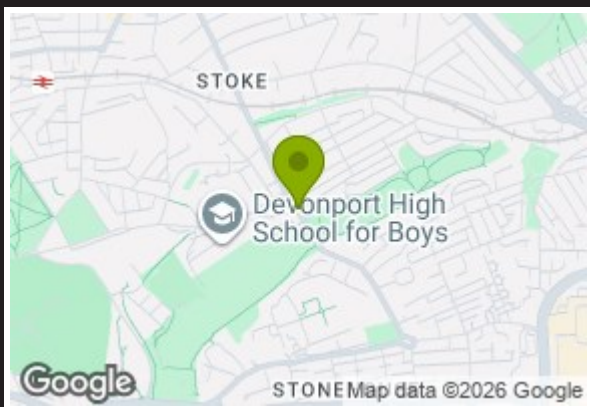 STOKE
Devonport High
School for Boys
Google
STONE
Map data ©2026 Google